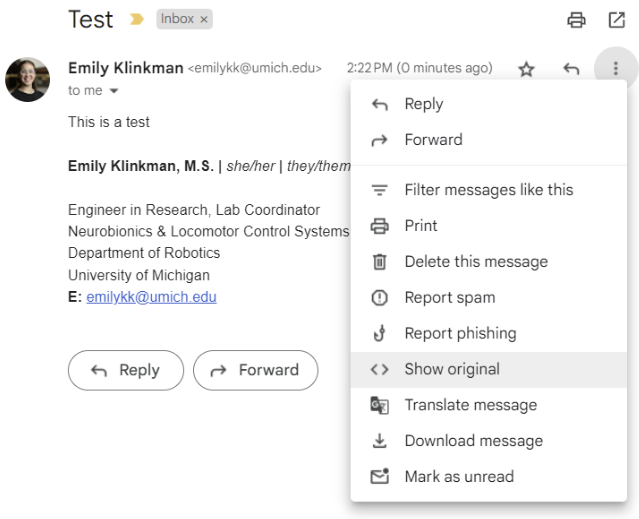 Test Inbox ×
Emily Klinkman <emilykk@umich.edu> 2:22 PM (0 minutes ago)
to me
This is a test
Emily Klinkman, M.S. | she/her | they/them
Engineer in Research, Lab Coordinator
Neurobionics & Locomotor Control Systems
Department of Robotics
University of Michigan
E: emilykk@umich.edu
Reply Forward
Reply
Forward
Filter messages like this
Print
Delete this message
Report spam
Report phishing
Show original
Translate message
Download message
Mark as unread